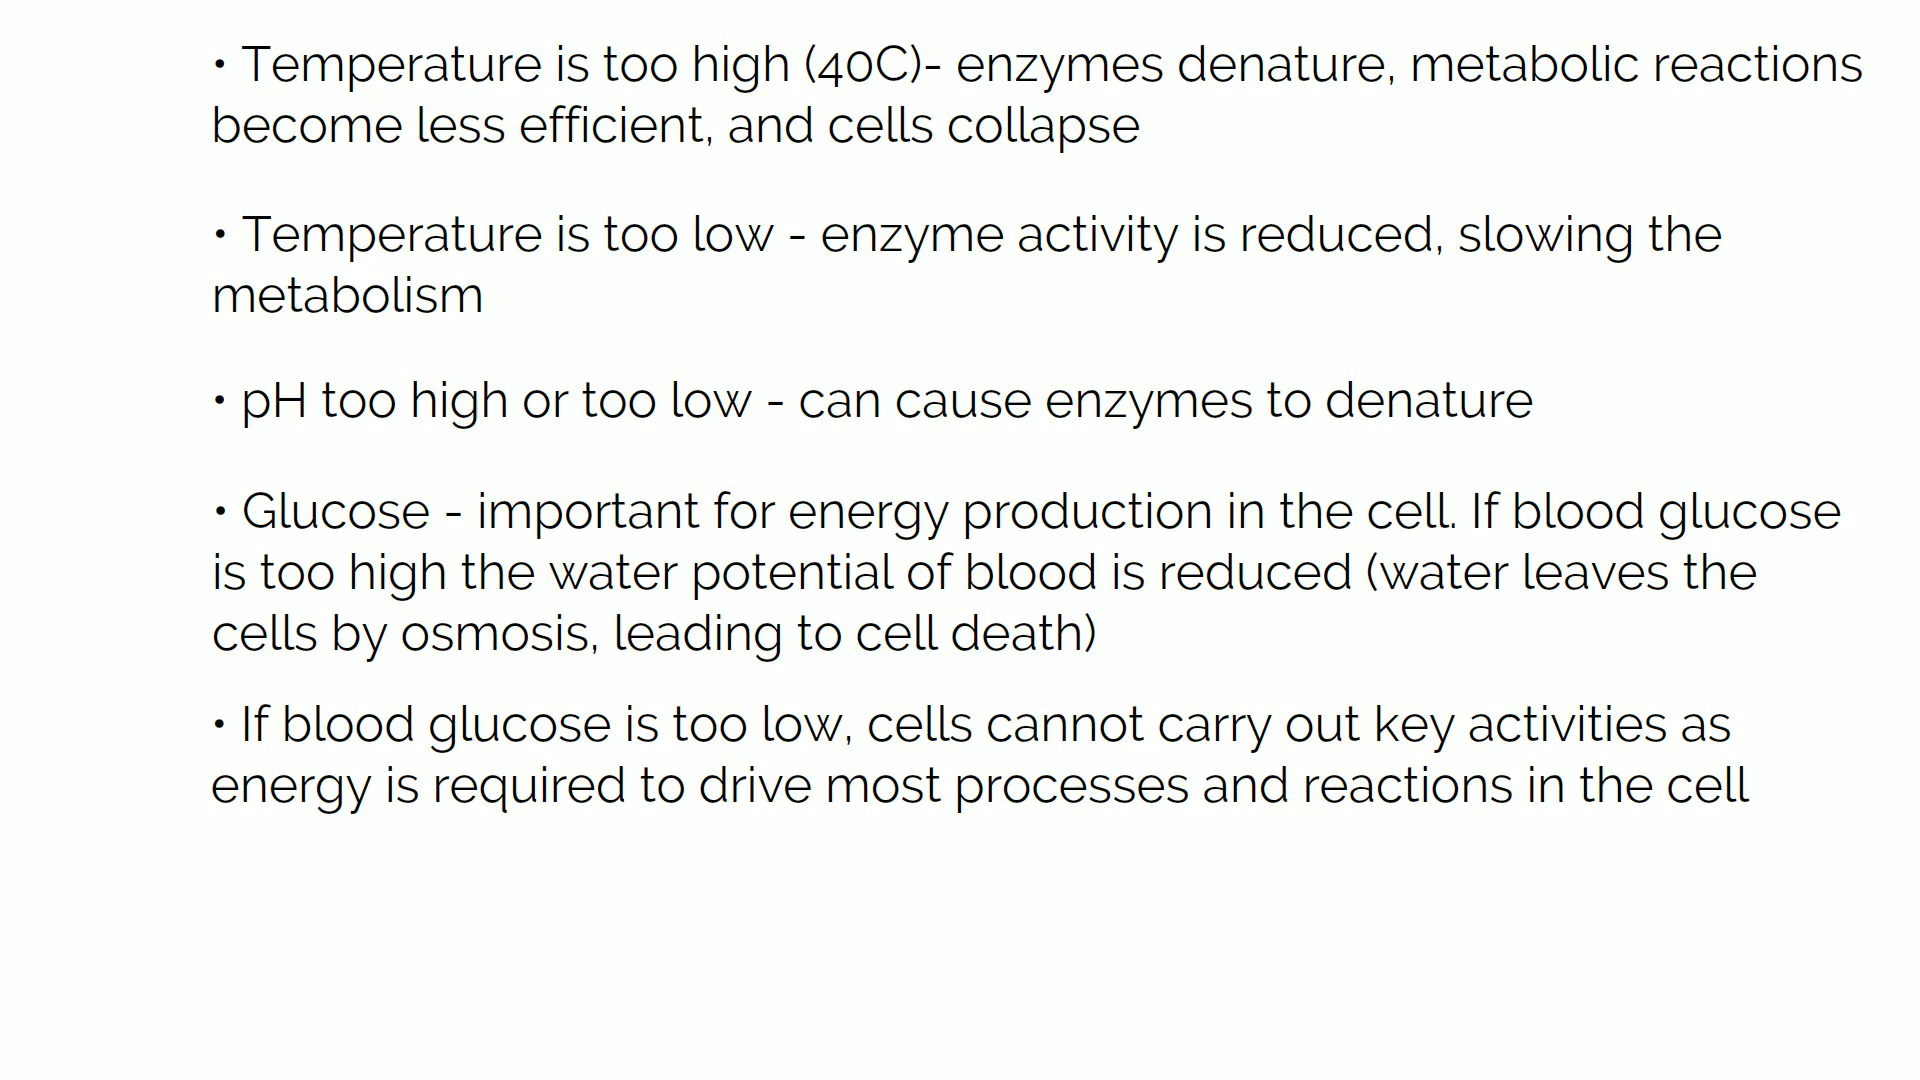 • Temperature is too high (40C)- enzymes denature, metabolic reactions
become less efficient, and cells collapse
• Temperature is too low - enzyme activity is reduced, slowing the
metabolism
• pH too high or too low - can cause enzymes to denature
• Glucose - important for energy production in the cell. If blood glucose
is too high the water potential of blood is reduced (water leaves the
cells by osmosis, leading to cell death)
• If blood glucose is too low, cells cannot carry out key activities as
energy is required to drive most processes and reactions in the cell